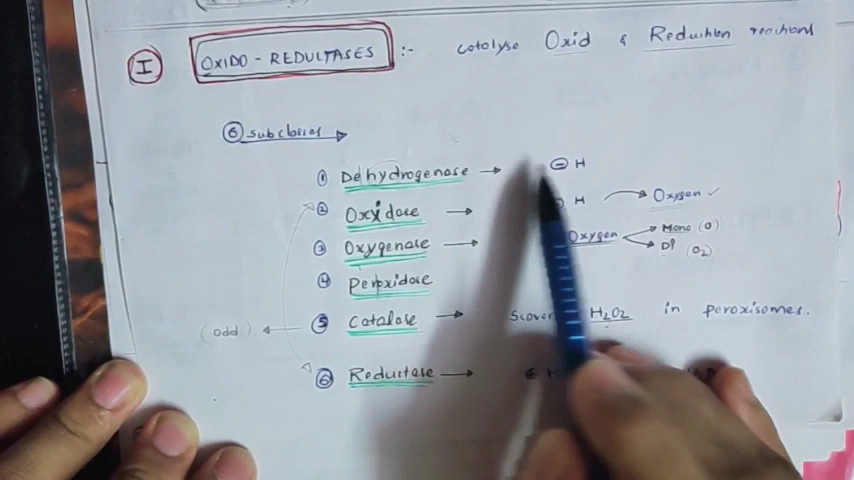 I OXIDO - REDUCTASES :- catalyse Oxid & Reduction reactions
6 subclasses
1 Dehydrogenase → ⊖ H
2 Oxidase → H → Oxygen ✓
3 Oxygenase → Oxygen Mono (O)
Di (O2)
4 Peroxidase
(odd) ← 5 Catalase → H2O2 in peroxisomes.
6 Reductase → ⊕